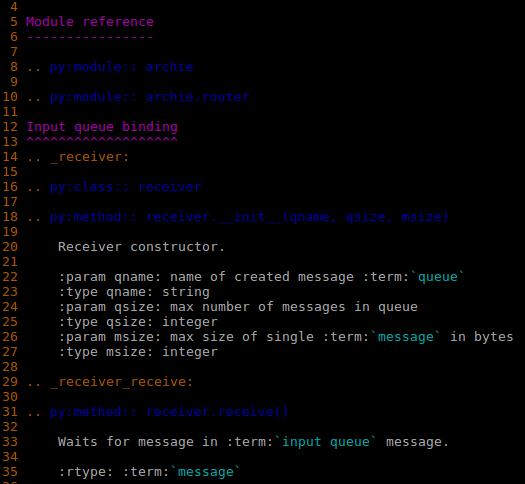 4
5 Module reference
6 ----------------
7
8 .. py:module:: archie
9
10 .. py:module:: archie.router
11
12 Input queue binding
13 ^^^^^^^^^^^^^^^^^^^
14 .. _receiver:
15
16 .. py:class:: receiver
17
18 .. py:method:: receiver.__init__(qname, qsize, msize)
19
20     Receiver constructor.
21
22     :param qname: name of created message :term:`queue`
23     :type qname: string
24     :param qsize: max number of messages in queue
25     :type qsize: integer
26     :param msize: max size of single :term:`message` in bytes
27     :type msize: integer
28
29 .. _receiver_receive:
30
31 .. py:method:: receiver.receive()
32
33     Waits for message in :term:`input queue` message.
34
35     :rtype: :term:`message`